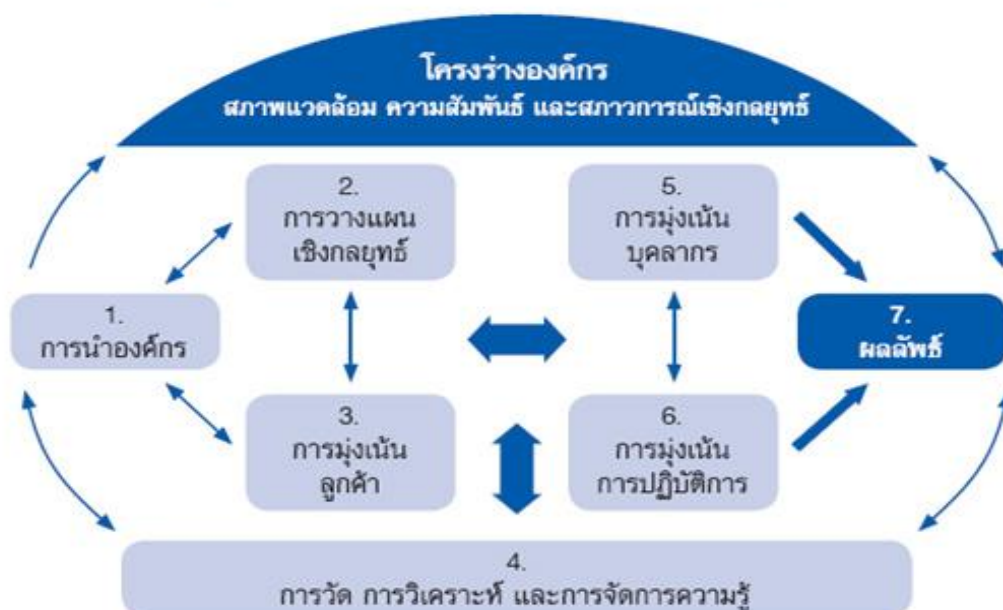 โครงร่างองค์กร
สภาพแวดล้อม ความสัมพันธ์ และสภาวการณ์เชิงกลยุทธ์
2.
การวางแผน
เชิงกลยุทธ์
5.
การมุ่งเน้น
บุคลากร
1.
การนำองค์กร
7.
ผลลัพธ์
3.
การมุ่งเน้น
ลูกค้า
6.
การมุ่งเน้น
การปฏิบัติการ
4.
การวัด การวิเคราะห์ และการจัดการความรู้